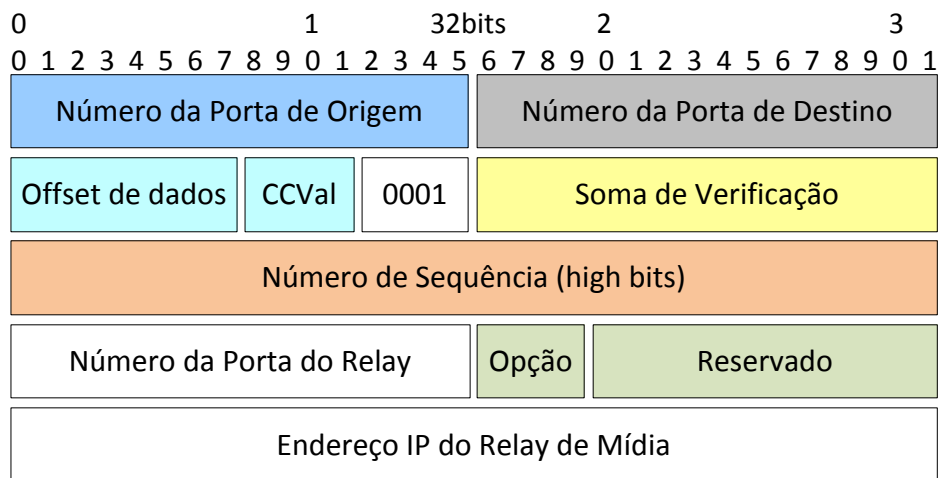 0 1 32bits 2 3
0 1 2 3 4 5 6 7 8 9 0 1 2 3 4 5 6 7 8 9 0 1 2 3 4 5 6 7 8 9 0 1
Número da Porta de Origem Número da Porta de Destino
Offset de dados CCVal 0001 Soma de Verificação
Número de Sequência (high bits)
Número da Porta do Relay Opção Reservado
Endereço IP do Relay de Mídia